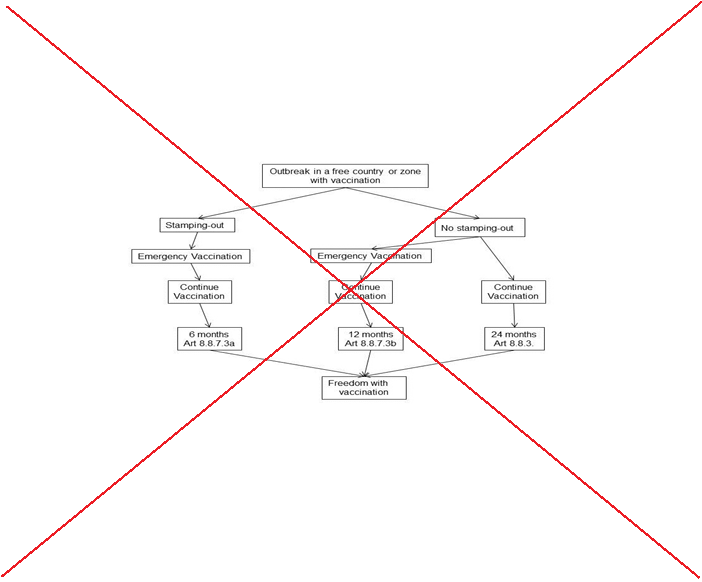 Outbreak in a free country or zone
with vaccination
Stamping-out
No stamping-out
Emergency Vaccination
Emergency Vaccination
Continue
Vaccination
Continue
Vaccination
Continue
Vaccination
6 months
Art 8.8.7.3a
12 months
Art 8.8.7.3b
24 months
Art 8.8.3.
Freedom with
vaccination